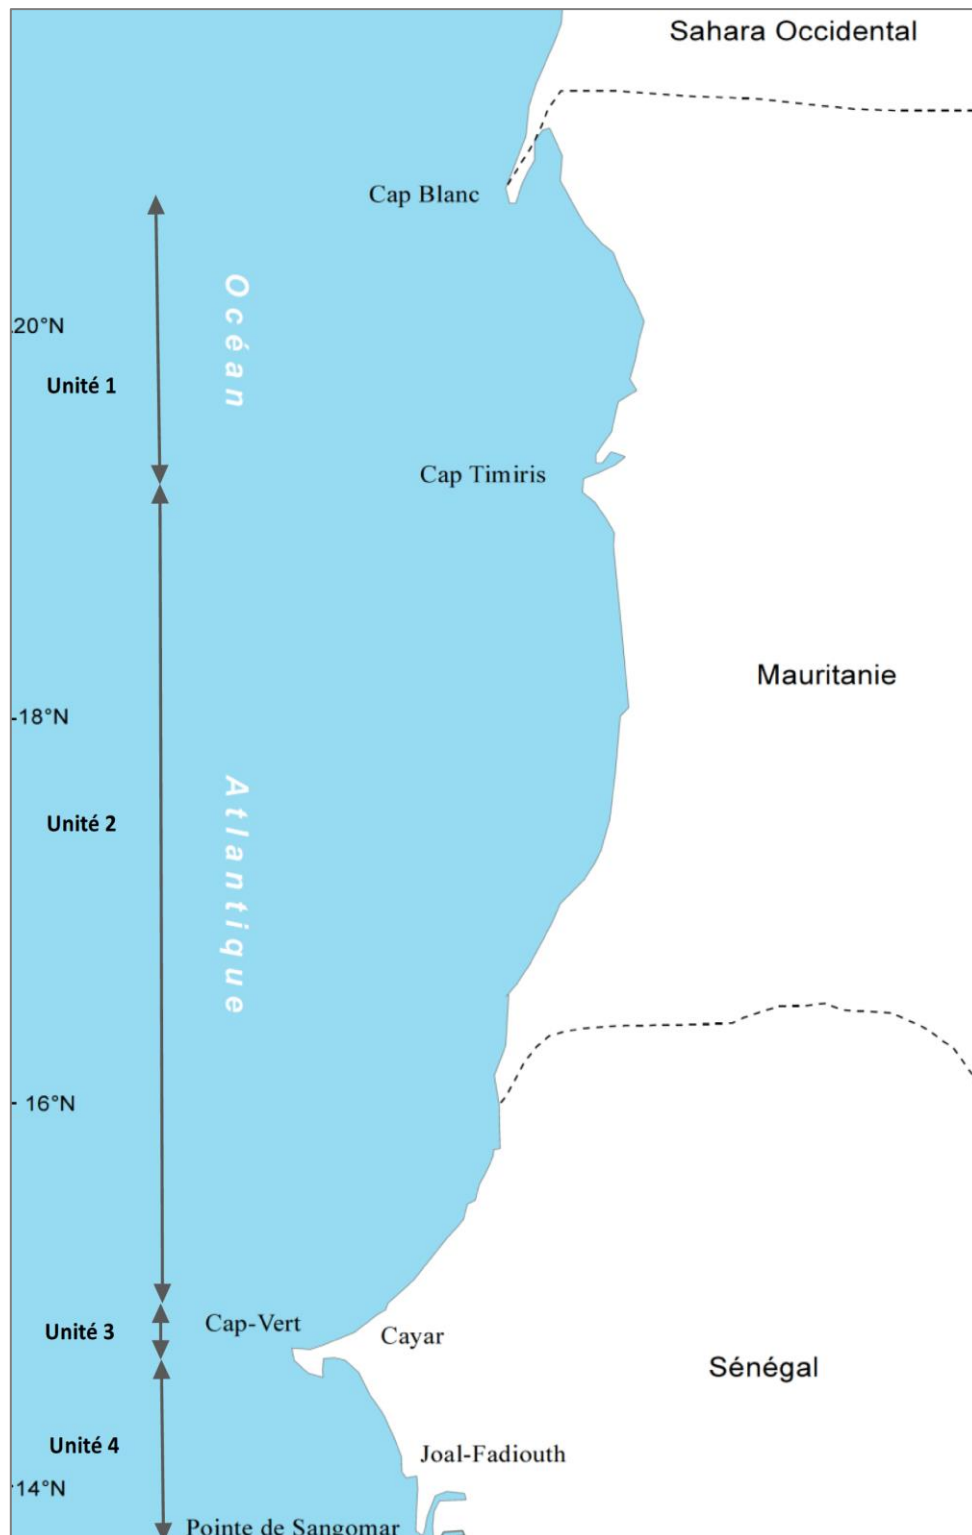 Sahara Occidental
Cap Blanc
Océan
20°N
Unité 1
Cap Timiris
Mauritanie
18°N
Atlantique
Unité 2
16°N
Cap-Vert
Unité 3
Cayar
Sénégal
Unité 4
Joal-Fadiouth
14°N
Pointe de Sangomar